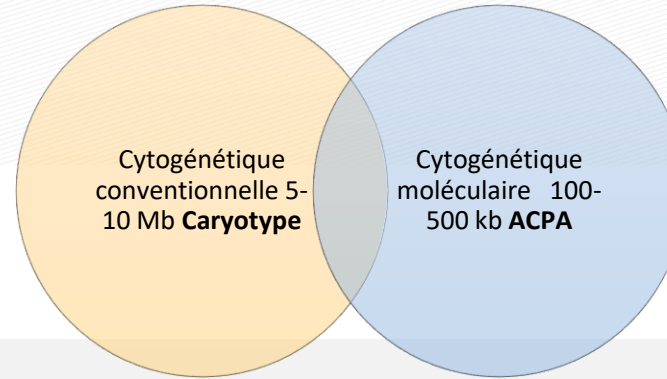 Cytogénétique
conventionnelle 5-
10 Mb Caryotype
Cytogénétique
moléculaire 100-
500 kb ACPA